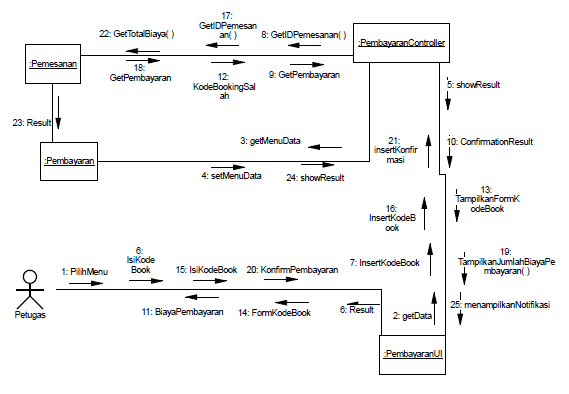 17:
GetIDPemesan
an( )
22: GetTotalBiaya( )
8: GetIDPemesanan( )
:PembayaranController
:Pemesanan
18:
GetPembayaran
12:
KodeBookingSal
ah
9: GetPembayaran
5: showResult
23: Result
3: getMenuData
21:
insertKonfir
masi
10: ConfirmationResult
:Pembayaran
4: setMenuData
24: showResult
13:
TampilkanFormK
odeBook
16:
InsertKodeB
ook
19:
TampilkanJumlahBiayaPe
mbayaran( )
6:
IsiKode
Book
1: PilihMenu
15: IsiKodeBook
20: KonfirmPembayaran
7: InsertKodeBook
Petugas
11: BiayaPembayaran
14: FormKodeBook
6: Result
2: getData
25: menampilkanNotifikasi
:PembayaranUI